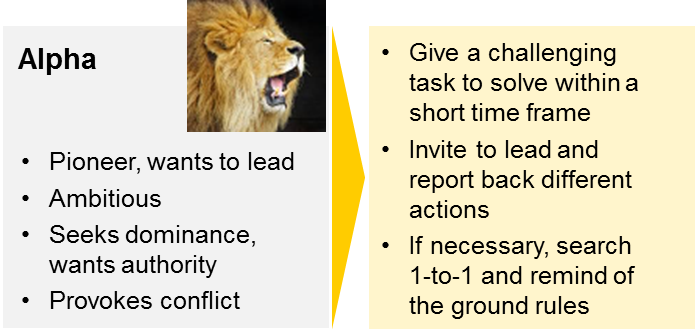 Alpha
• Pioneer, wants to lead
• Ambitious
• Seeks dominance,
wants authority
• Provokes conflict
• Give a challenging
task to solve within a
short time frame
• Invite to lead and
report back different
actions
• If necessary, search
1-to-1 and remind of
the ground rules